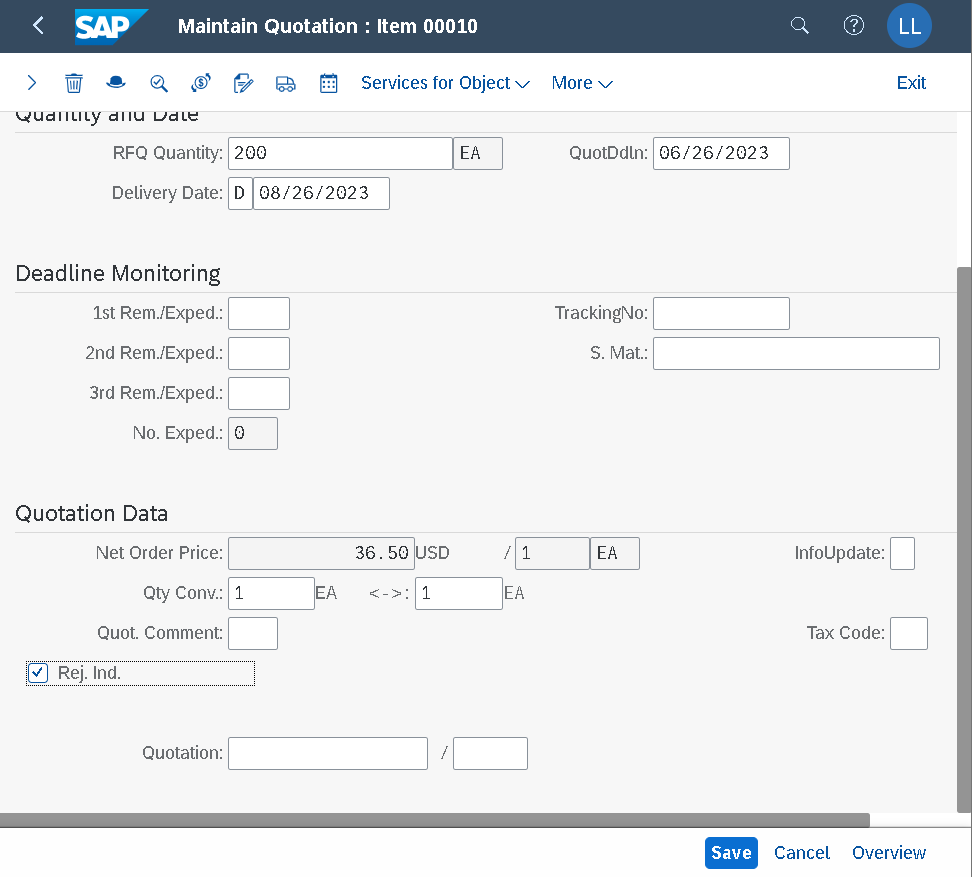 SAP Maintain Quotation : Item 00010 LL
Services for Object More Exit
Quantity and Date
RFQ Quantity: 200 EA QuotDdln: 06/26/2023
Delivery Date: D 08/26/2023
Deadline Monitoring
1st Rem./Exped.: TrackingNo:
2nd Rem./Exped.: S. Mat.:
3rd Rem./Exped.:
No. Exped.: 0
Quotation Data
Net Order Price: 36.50 USD / 1 EA InfoUpdate:
Qty Conv.: 1 EA <->: 1 EA
Quot. Comment: Tax Code:
Rej. Ind.
Quotation: /
Save Cancel Overview